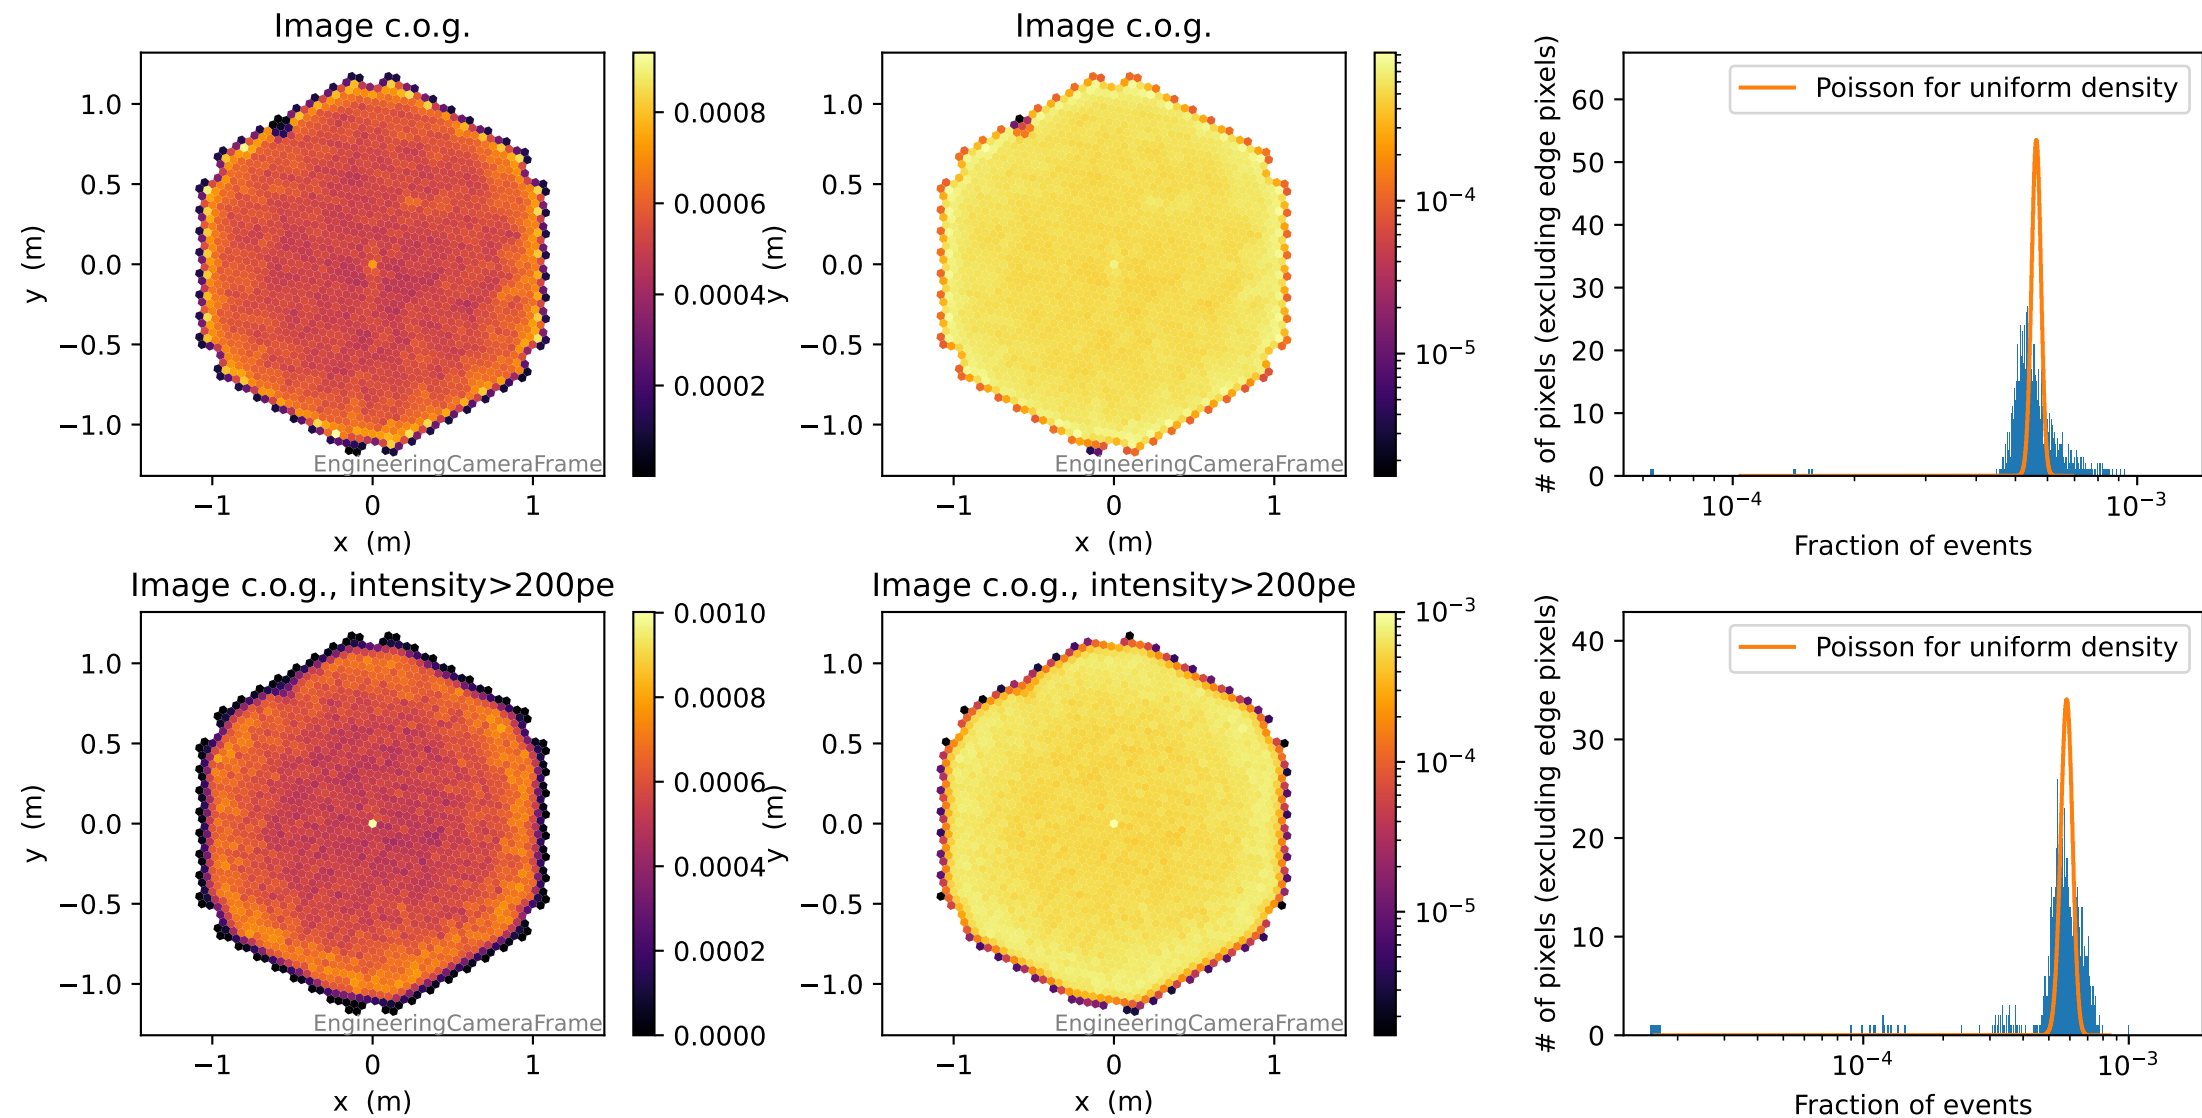 Image c.o.g.
y (m)
1.0
0.5
0.0
−0.5
−1.0
−1
0
1
x (m)
EngineeringCameraFrame
0.0008
0.0006
0.0004
0.0002
Image c.o.g.
y (m)
1.0
0.5
0.0
−0.5
−1.0
−1
0
1
x (m)
EngineeringCameraFrame
10−4
10−5
# of pixels (excluding edge pixels)
60
50
40
30
20
10
0
Poisson for uniform density
10−4
10−3
Fraction of events
Image c.o.g., intensity>200pe
y (m)
1.0
0.5
0.0
−0.5
−1.0
−1
0
1
x (m)
EngineeringCameraFrame
0.0010
0.0008
0.0006
0.0004
0.0002
0.0000
Image c.o.g., intensity>200pe
y (m)
1.0
0.5
0.0
−0.5
−1.0
−1
0
1
x (m)
EngineeringCameraFrame
10−3
10−4
10−5
# of pixels (excluding edge pixels)
40
30
20
10
0
Poisson for uniform density
10−4
10−3
Fraction of events